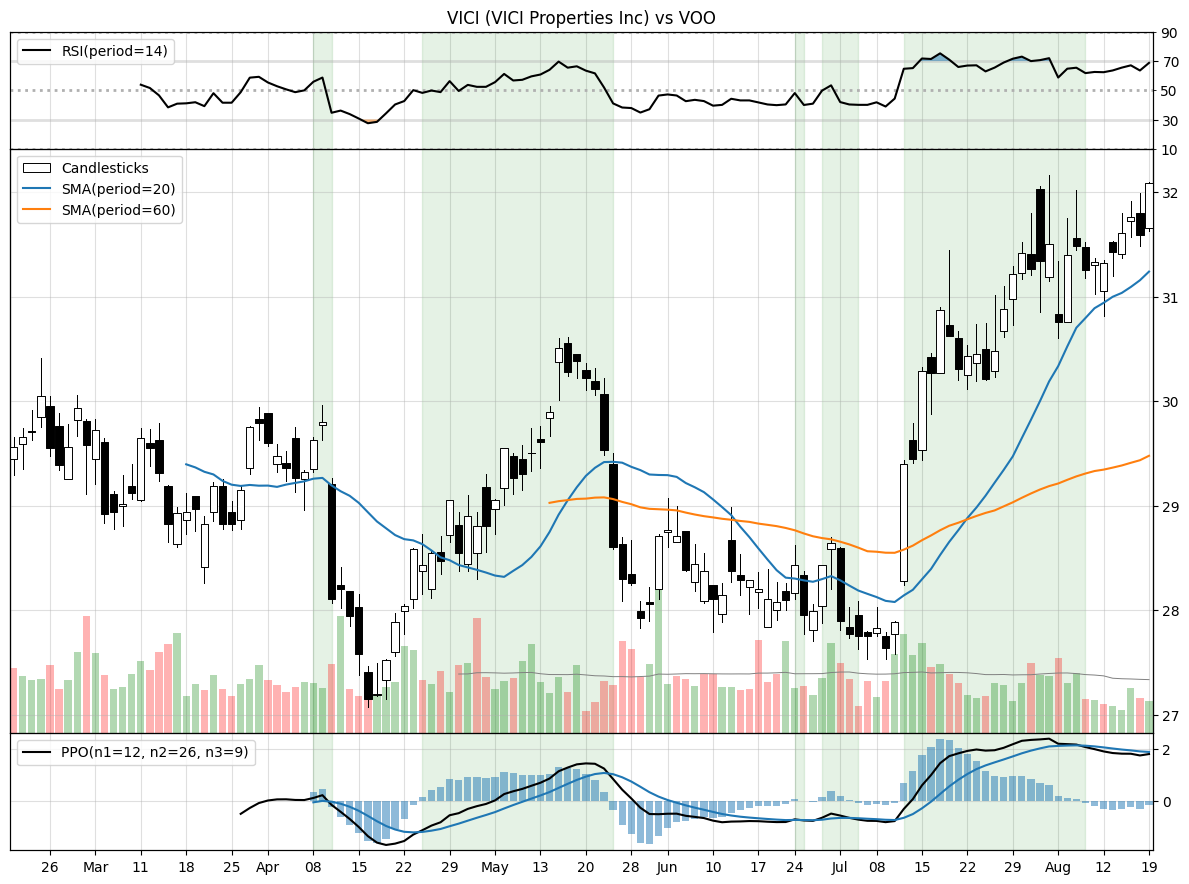 VICI (VICI Properties Inc) vs VOO
RSI(period=14)
90
70
50
30
10
Candlesticks
SMA(period=20)
SMA(period=60)
32
31
30
29
28
27
PPO(n1=12, n2=26, n3=9)
2
0
26 Mar 11 18 25 Apr 08 15 22 29 May 13 20 28 Jun 10 17 24 Jul 08 15 22 29 Aug 12 19